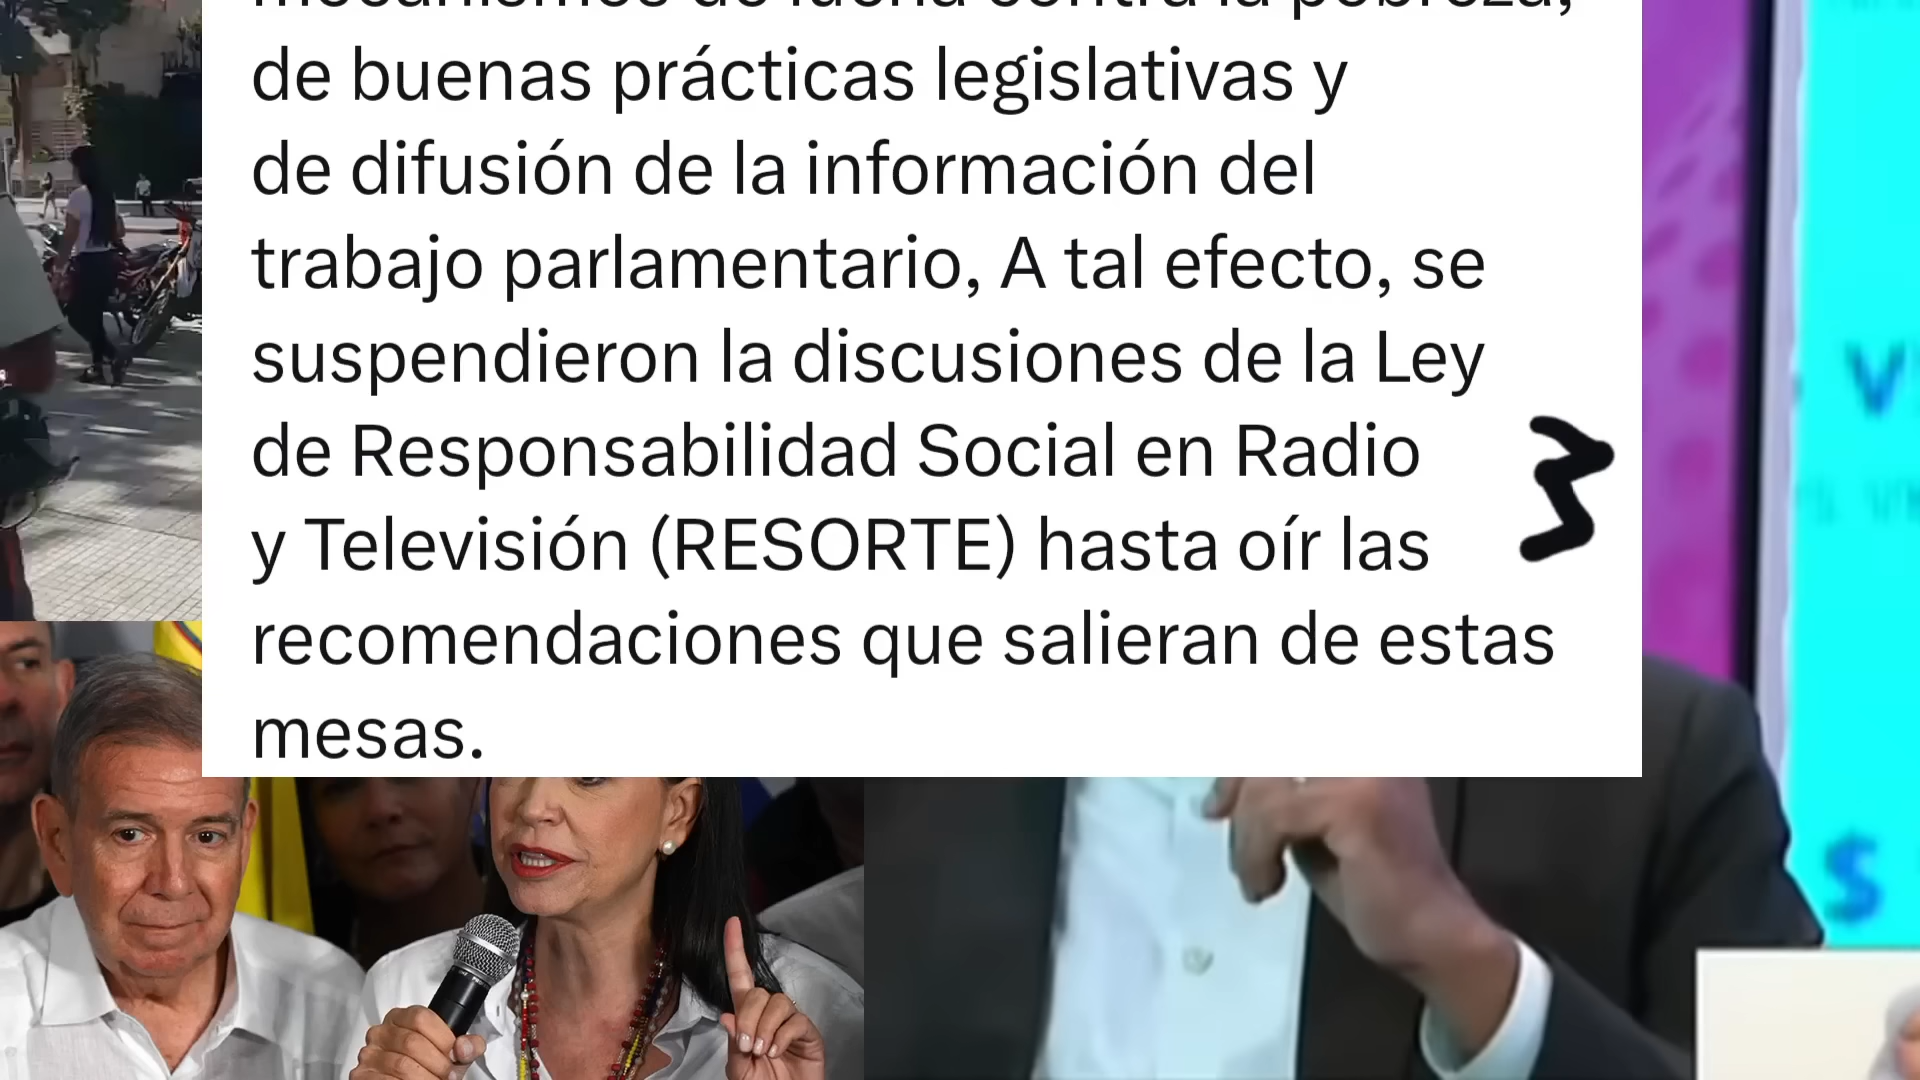 de buenas prácticas legislativas y
de difusión de la información del
trabajo parlamentario, A tal efecto, se
suspendieron la discusiones de la Ley
de Responsabilidad Social en Radio
y Televisión (RESORTE) hasta oír las
recomendaciones que salieran de estas
mesas.
3
$